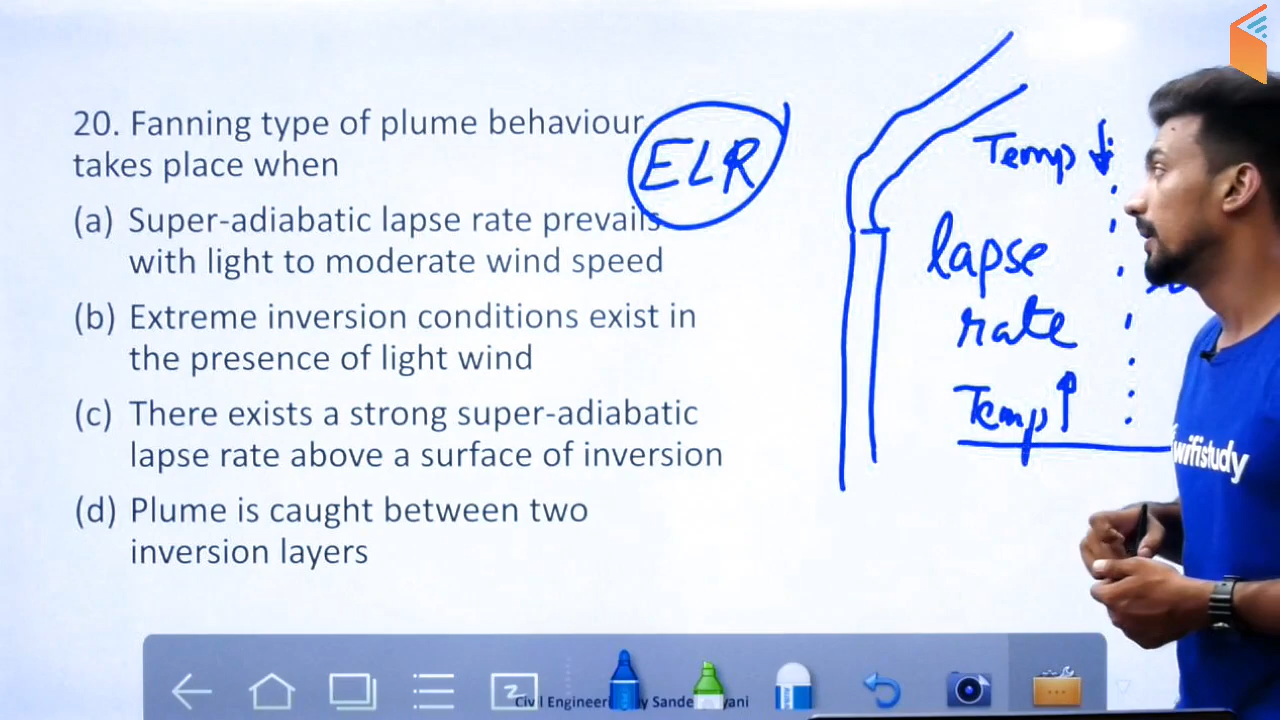 20. Fanning type of plume behaviour
takes place when
(a) Super-adiabatic lapse rate prevails
with light to moderate wind speed
(b) Extreme inversion conditions exist in
the presence of light wind
(c) There exists a strong super-adiabatic
lapse rate above a surface of inversion
(d) Plume is caught between two
inversion layers
ELR
Temp ↓
lapse
rate
Temp ↑
wifistudy
Civil Engineering by